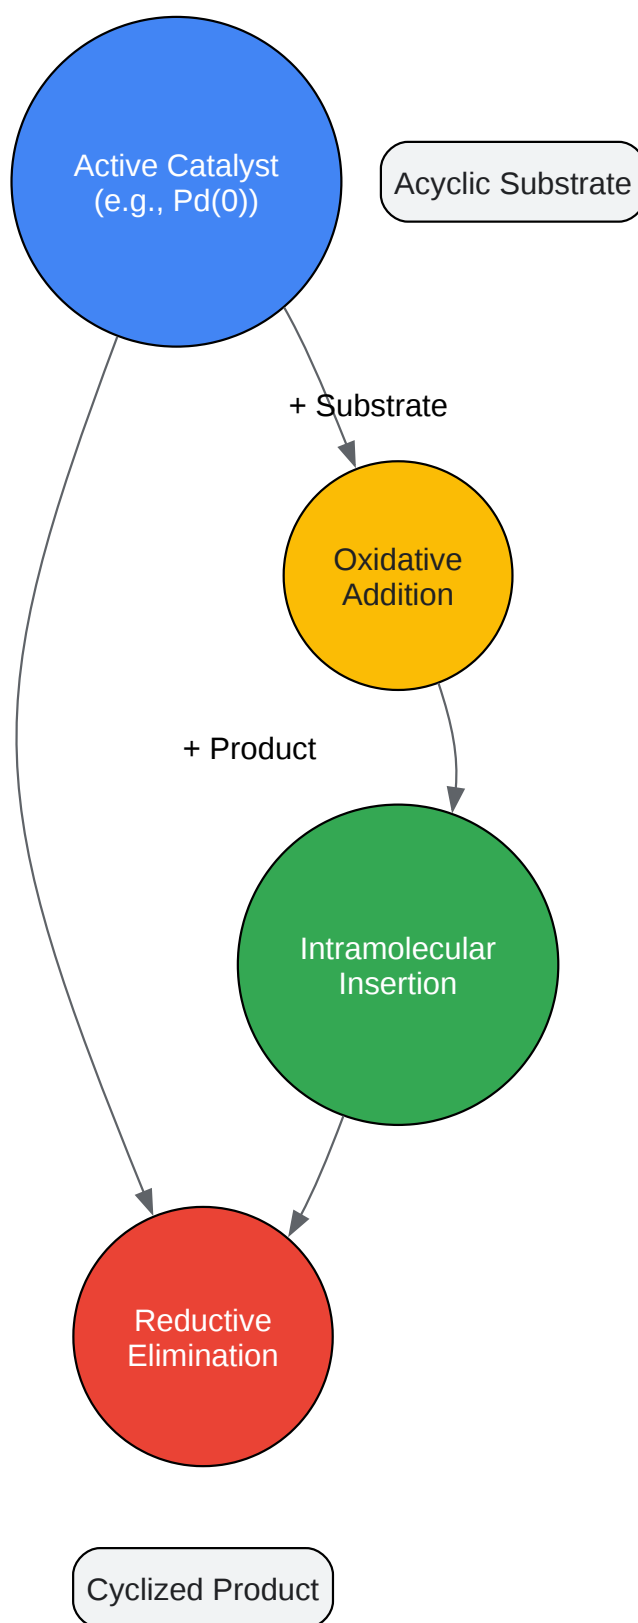 Active Catalyst
(e.g., Pd(0))
Acyclic Substrate
+ Substrate
Oxidative
Addition
+ Product
Intramolecular
Insertion
Reductive
Elimination
Cyclized Product